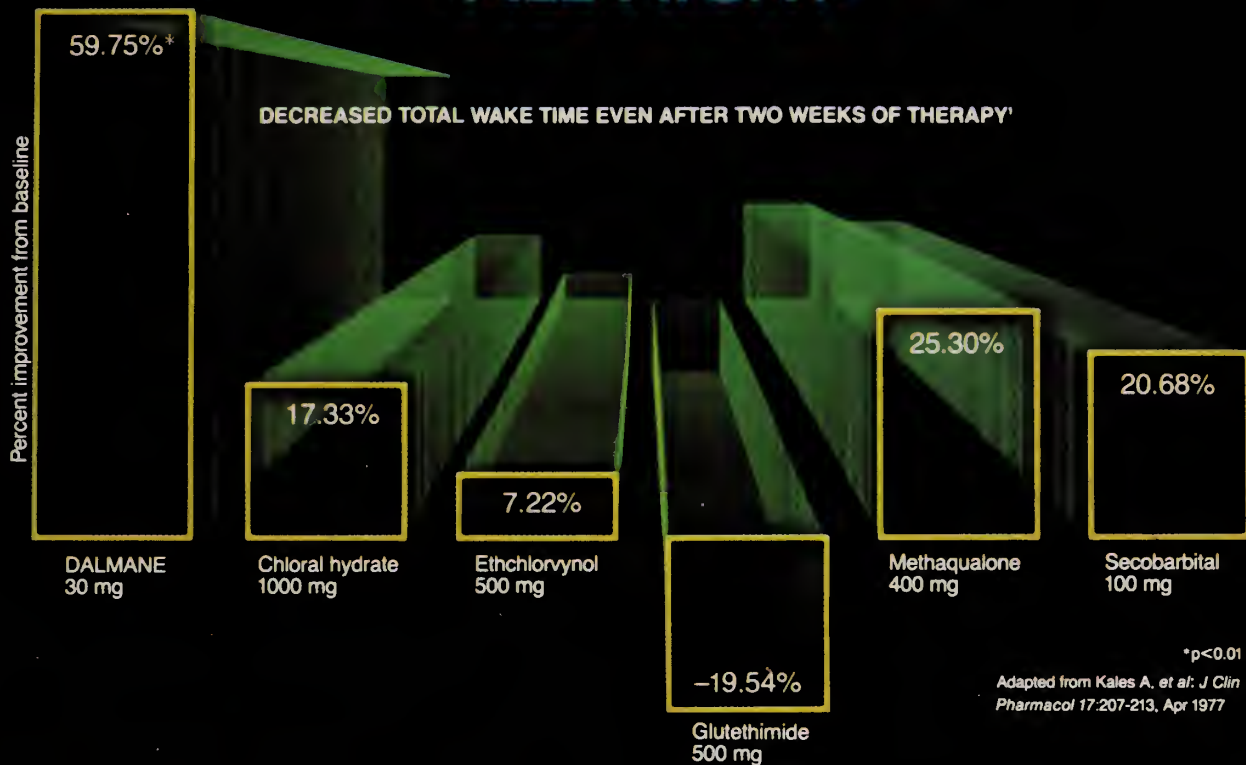 DECREASED TOTAL WAKE TIME EVEN AFTER TWO WEEKS OF THERAPY¹
Percent improvement from baseline
59.75%*
17.33%
7.22%
–19.54%
25.30%
20.68%
DALMANE
30 mg
Chloral hydrate
1000 mg
Ethchlorvynol
500 mg
Glutethimide
500 mg
Methaqualone
400 mg
Secobarbital
100 mg
*p<0.01
Adapted from Kales A, et al: J Clin
Pharmacol 17:207-213, Apr 1977